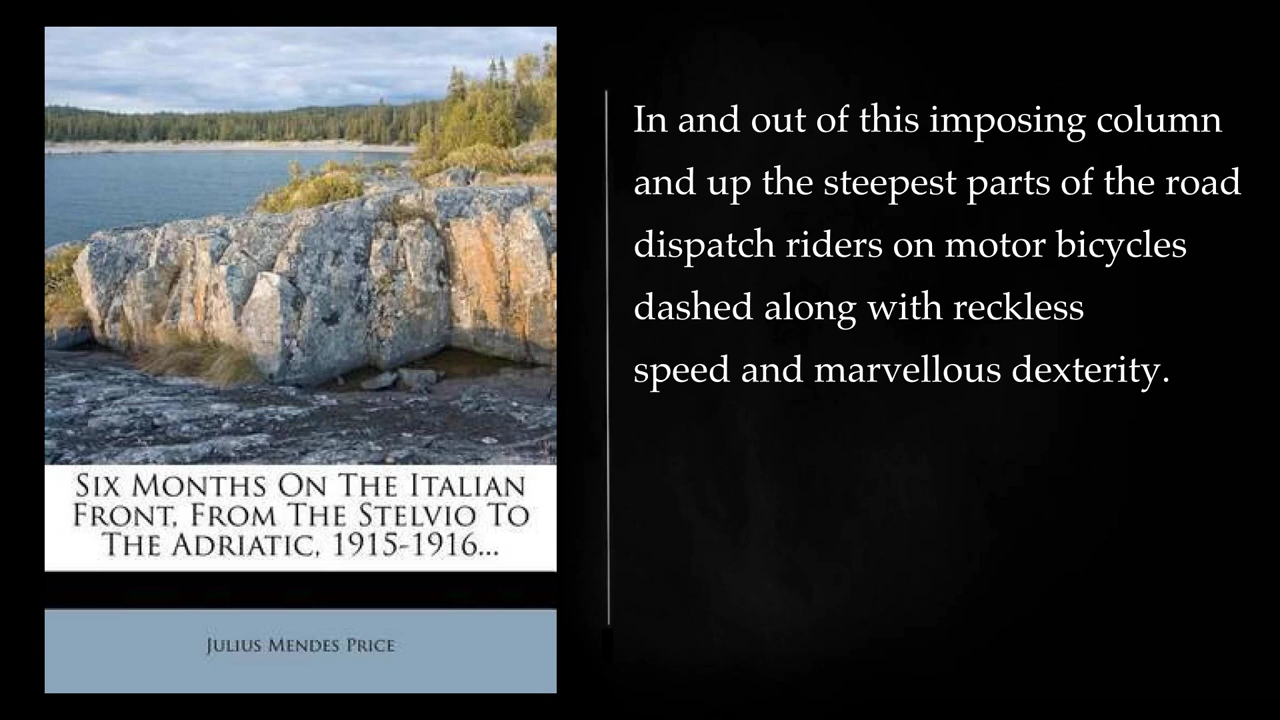 In and out of this imposing column
and up the steepest parts of the road
dispatch riders on motor bicycles
dashed along with reckless
speed and marvellous dexterity.
SIX MONTHS ON THE ITALIAN
FRONT, FROM THE STELVIO TO
THE ADRIATIC, 1915-1916...
JULIUS MENDES PRICE